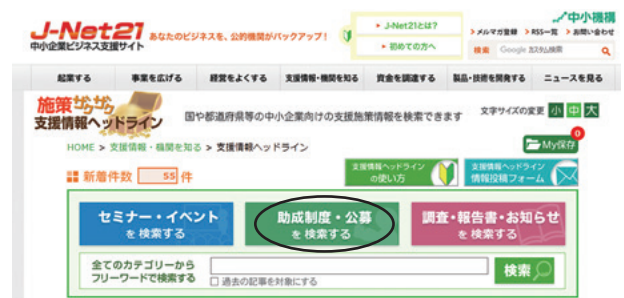 J-Net21
中小企業ビジネス支援サイト
あなたのビジネスを、公的機関がバックアップ！
J-Net21とは?
初めての方へ
中小機構
メルマガ登録 RSS一覧 お問い合わせ
検索 Google カスタム検索
起業する 事業を広げる 経営をよくする 支援情報・機関を知る 資金を調達する 製品・技術を開発する ニュースを見る
施策
支援情報ヘッドライン
国や都道府県等の中小企業向けの支援施策情報を検索できます
文字サイズの変更 小 中 大
HOME > 支援情報・機関を知る > 支援情報ヘッドライン
0
My保存
新着件数 55 件
支援情報ヘッドライン
の使い方
支援情報ヘッドライン
情報投稿フォーム
セミナー・イベント
を検索する
助成制度・公募
を検索する
調査・報告書・お知らせ
を検索する
全てのカテゴリーから
フリーワードで検索する
検索
過去の記事を対象にする